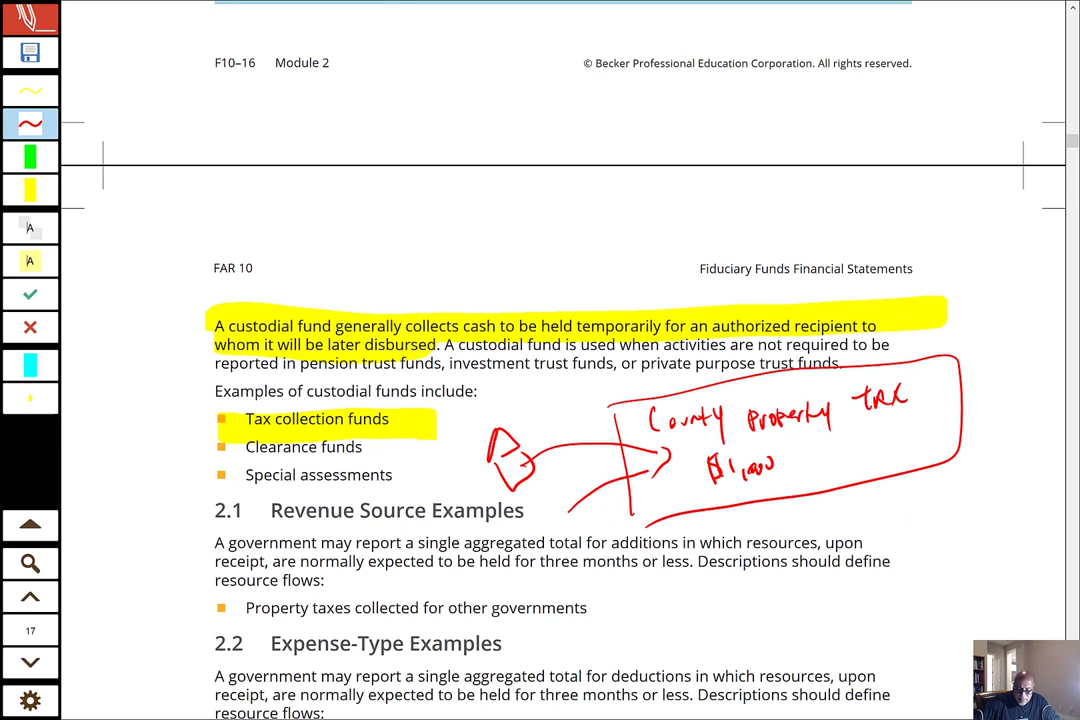 F10–16 Module 2
© Becker Professional Education Corporation. All rights reserved.
FAR 10
Fiduciary Funds Financial Statements
A custodial fund generally collects cash to be held temporarily for an authorized recipient to
whom it will be later disbursed. A custodial fund is used when activities are not required to be
reported in pension trust funds, investment trust funds, or private purpose trust funds.
Examples of custodial funds include:
Tax collection funds
Clearance funds
Special assessments
County Property tax
$1,000
2.1 Revenue Source Examples
A government may report a single aggregated total for additions in which resources, upon
receipt, are normally expected to be held for three months or less. Descriptions should define
resource flows:
Property taxes collected for other governments
2.2 Expense-Type Examples
A government may report a single aggregated total for deductions in which resources, upon
receipt, are normally expected to be held for three months or less. Descriptions should define
resource flows:
A
A
17